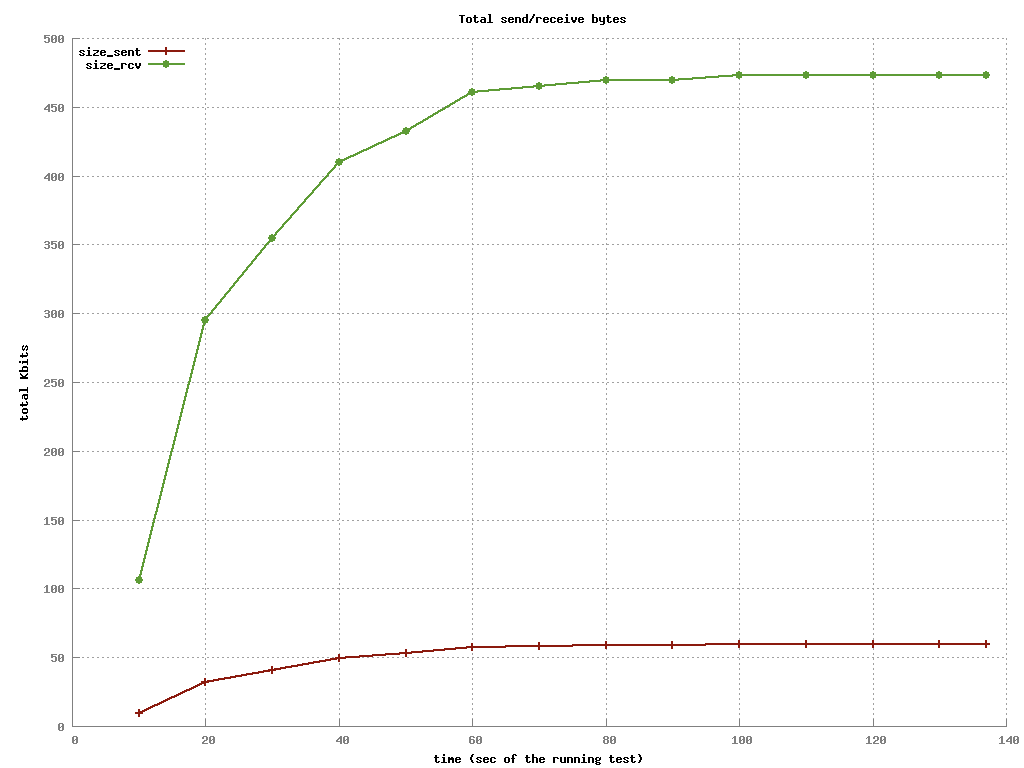 Total send/receive bytes
500
size_sent
size_rcv
450
400
350
300
250
total Kbits
200
150
100
50
0
0 20 40 60 80 100 120 140
time (sec of the running test)